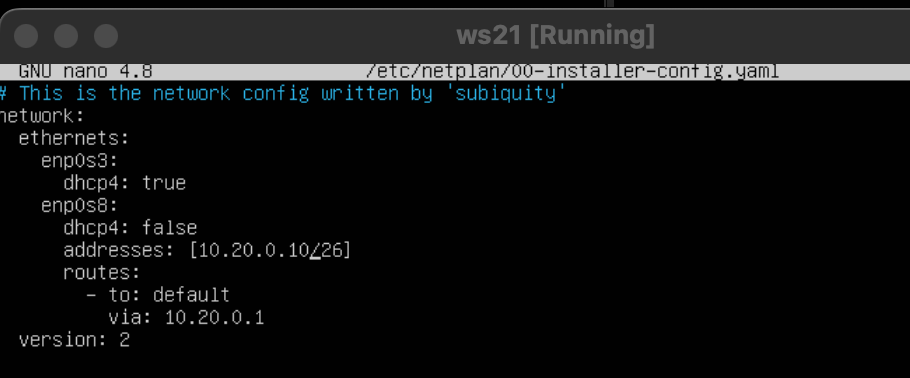 ws21 [Running]
GNU nano 4.8 /etc/netplan/00-installer-config.yaml
# This is the network config written by 'subiquity'
network:
  ethernets:
    enp0s3:
      dhcp4: true
    enp0s8:
      dhcp4: false
      addresses: [10.20.0.10/26]
      routes:
        - to: default
          via: 10.20.0.1
  version: 2